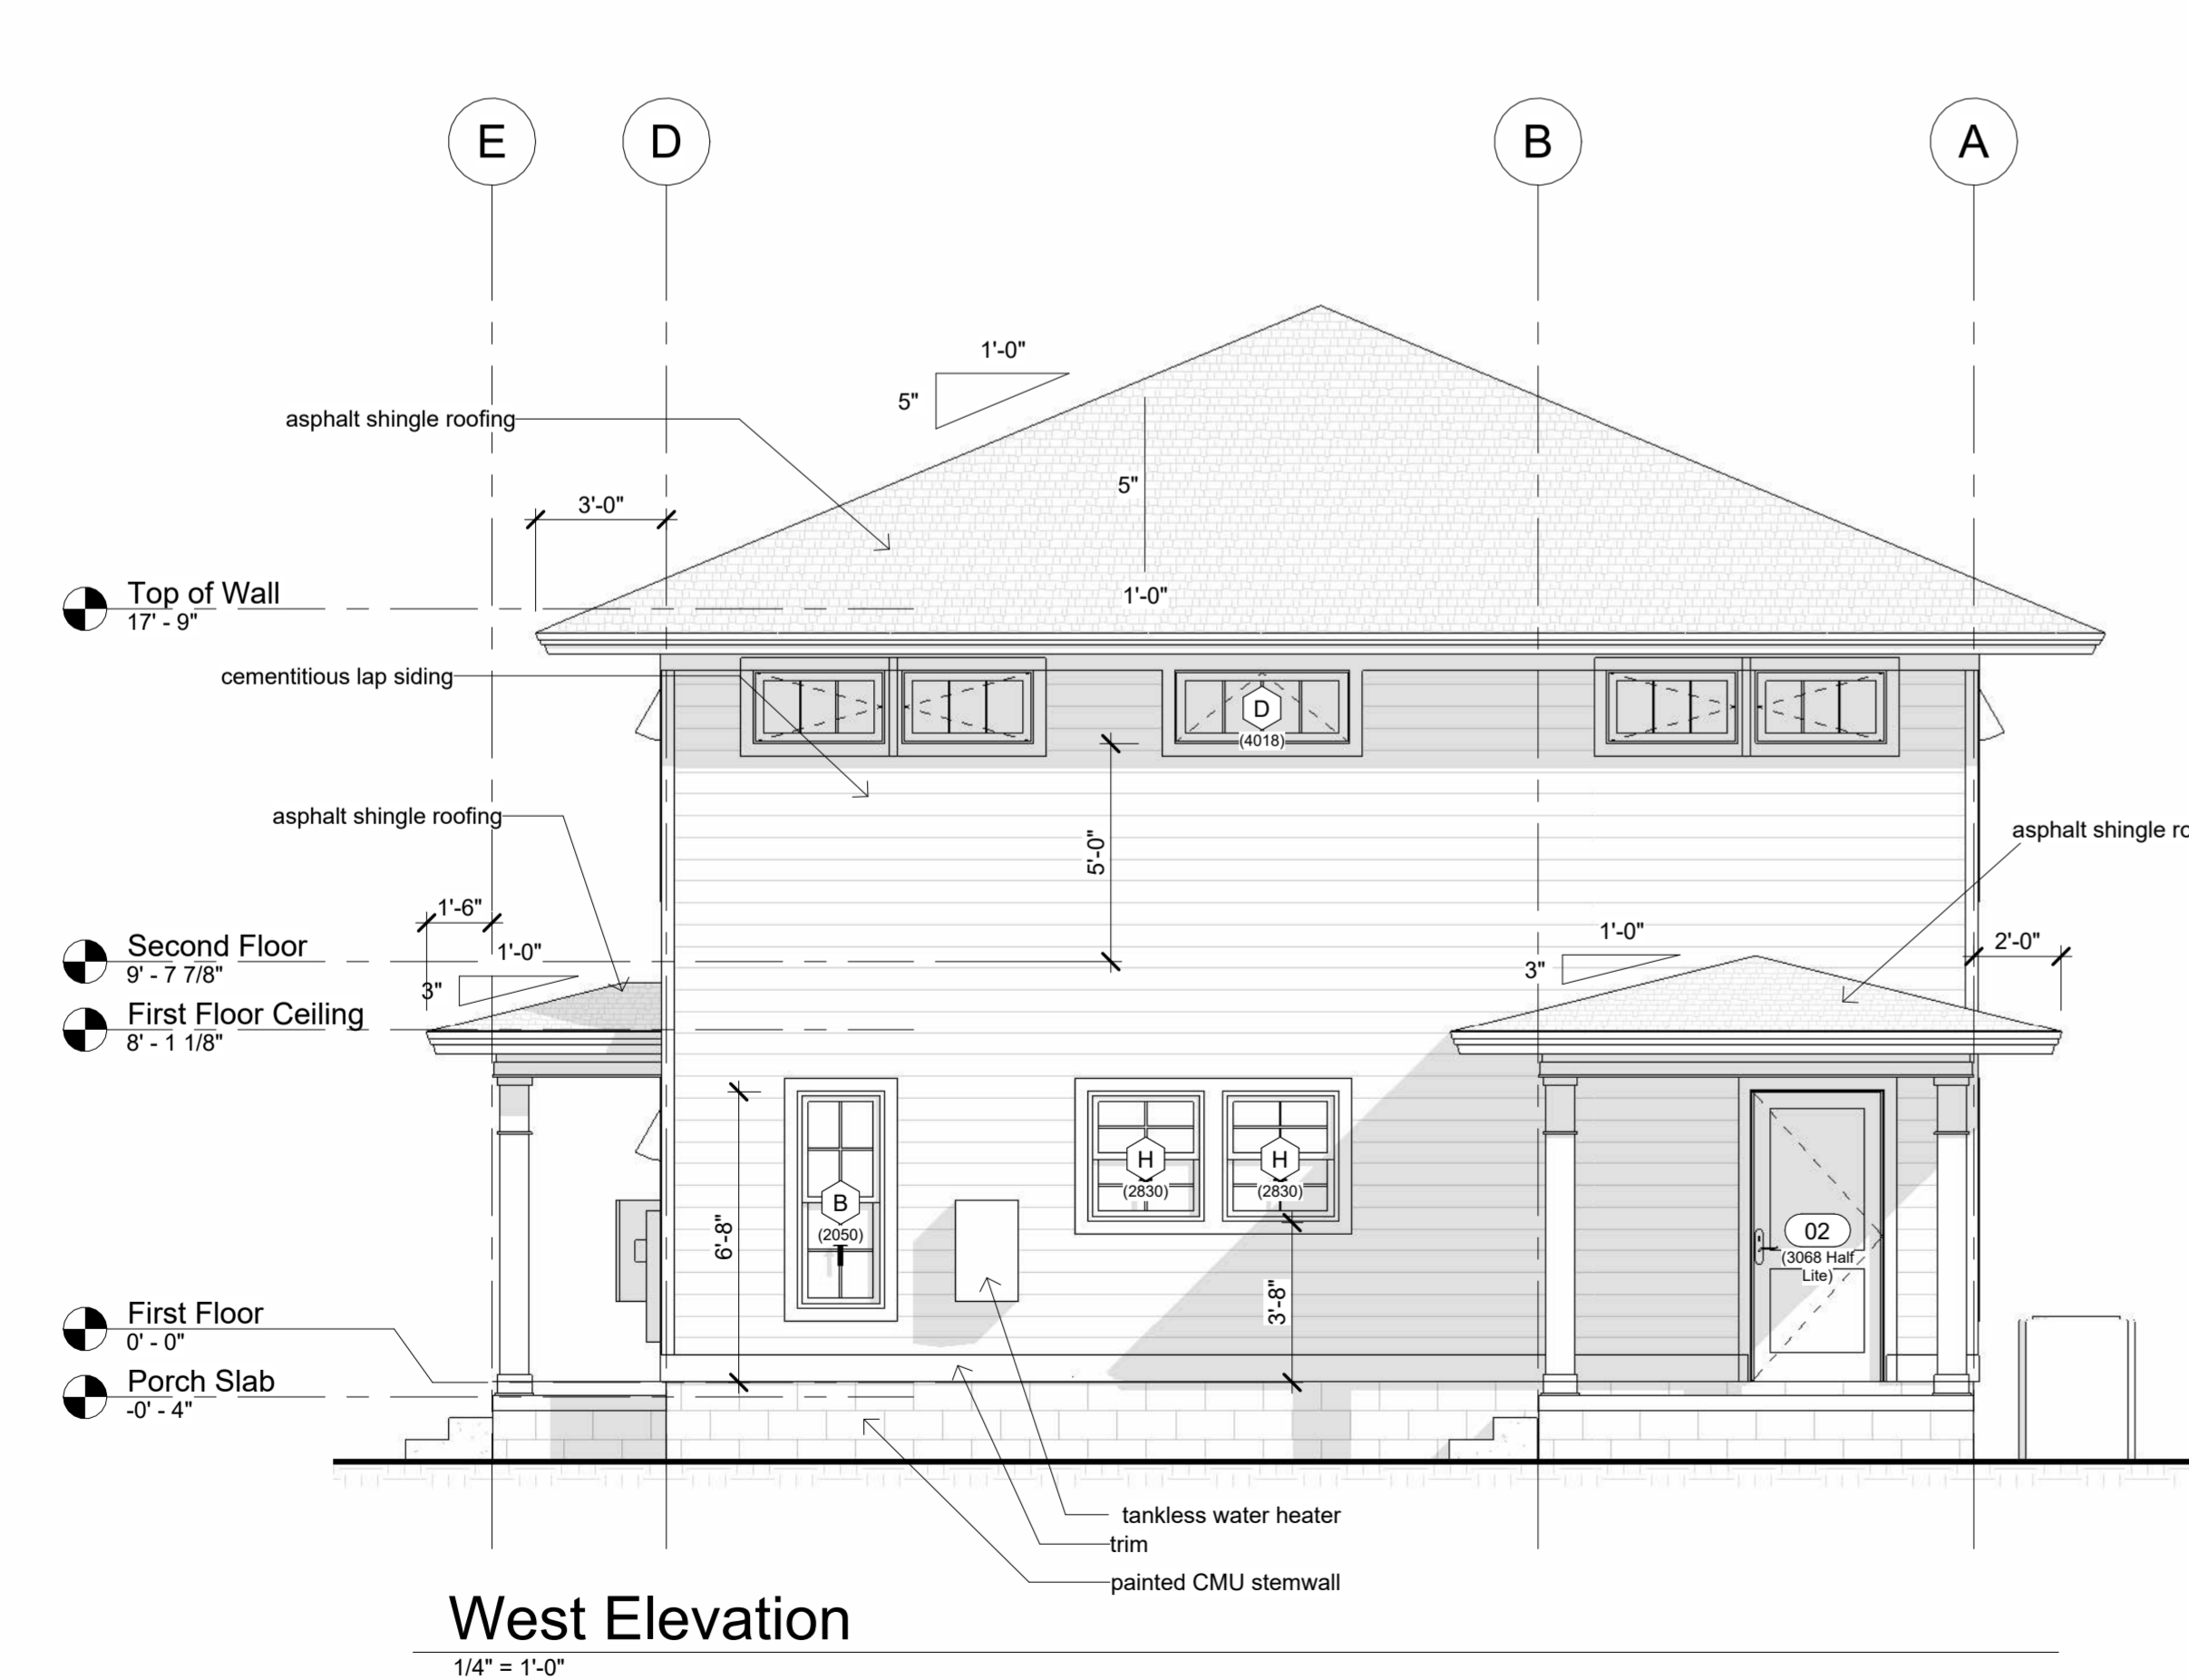 E
D
B
A
1'-0"
5"
asphalt shingle roofing
5"
3'-0"
Top of Wall
17' - 9"
1'-0"
cementitious lap siding
D
(4018)
asphalt shingle roofing
asphalt shingle ro
5'-0"
1'-6"
1'-0"
1'-0"
2'-0"
Second Floor
9' - 7 7/8"
3"
3"
First Floor Ceiling
8' - 1 1/8"
H
(2830)
H
(2830)
B
(2050)
6'-8"
02
(3068 Half
Lite)
3'-8"
First Floor
0' - 0"
Porch Slab
-0' - 4"
tankless water heater
trim
painted CMU stemwall
West Elevation
1/4" = 1'-0"